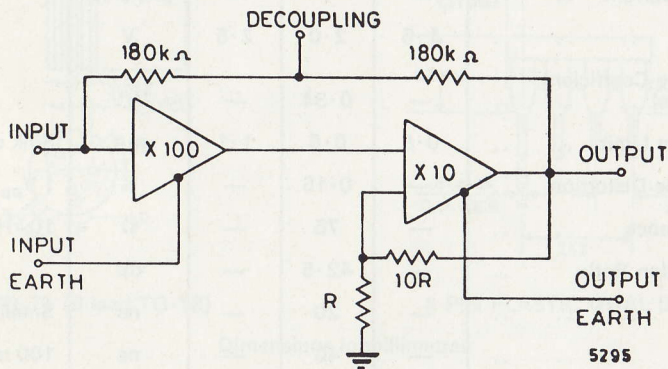 DECOUPLING
180k Ω
180k Ω
INPUT
X 100
X 10
OUTPUT
INPUT
EARTH
10R
R
OUTPUT
EARTH
5295